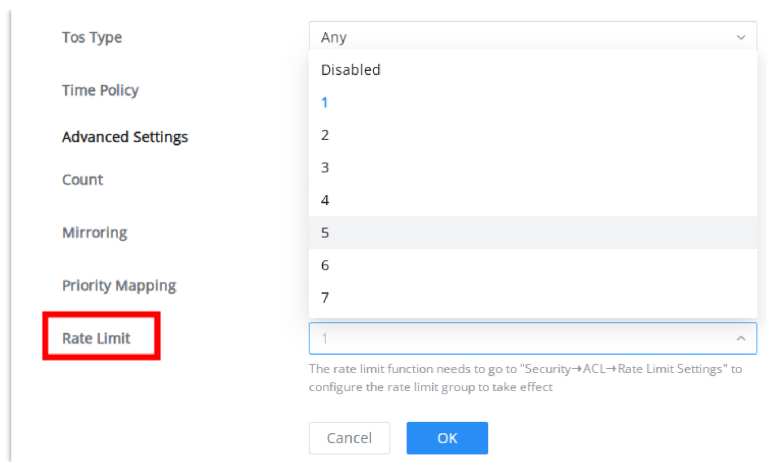 Tos Type
Any
Disabled
Time Policy
1
Advanced Settings
2
3
Count
4
Mirroring
5
6
Priority Mapping
7
Rate Limit
1
The rate limit function needs to go to "Security→ACL→Rate Limit Settings" to
configure the rate limit group to take effect
Cancel
OK